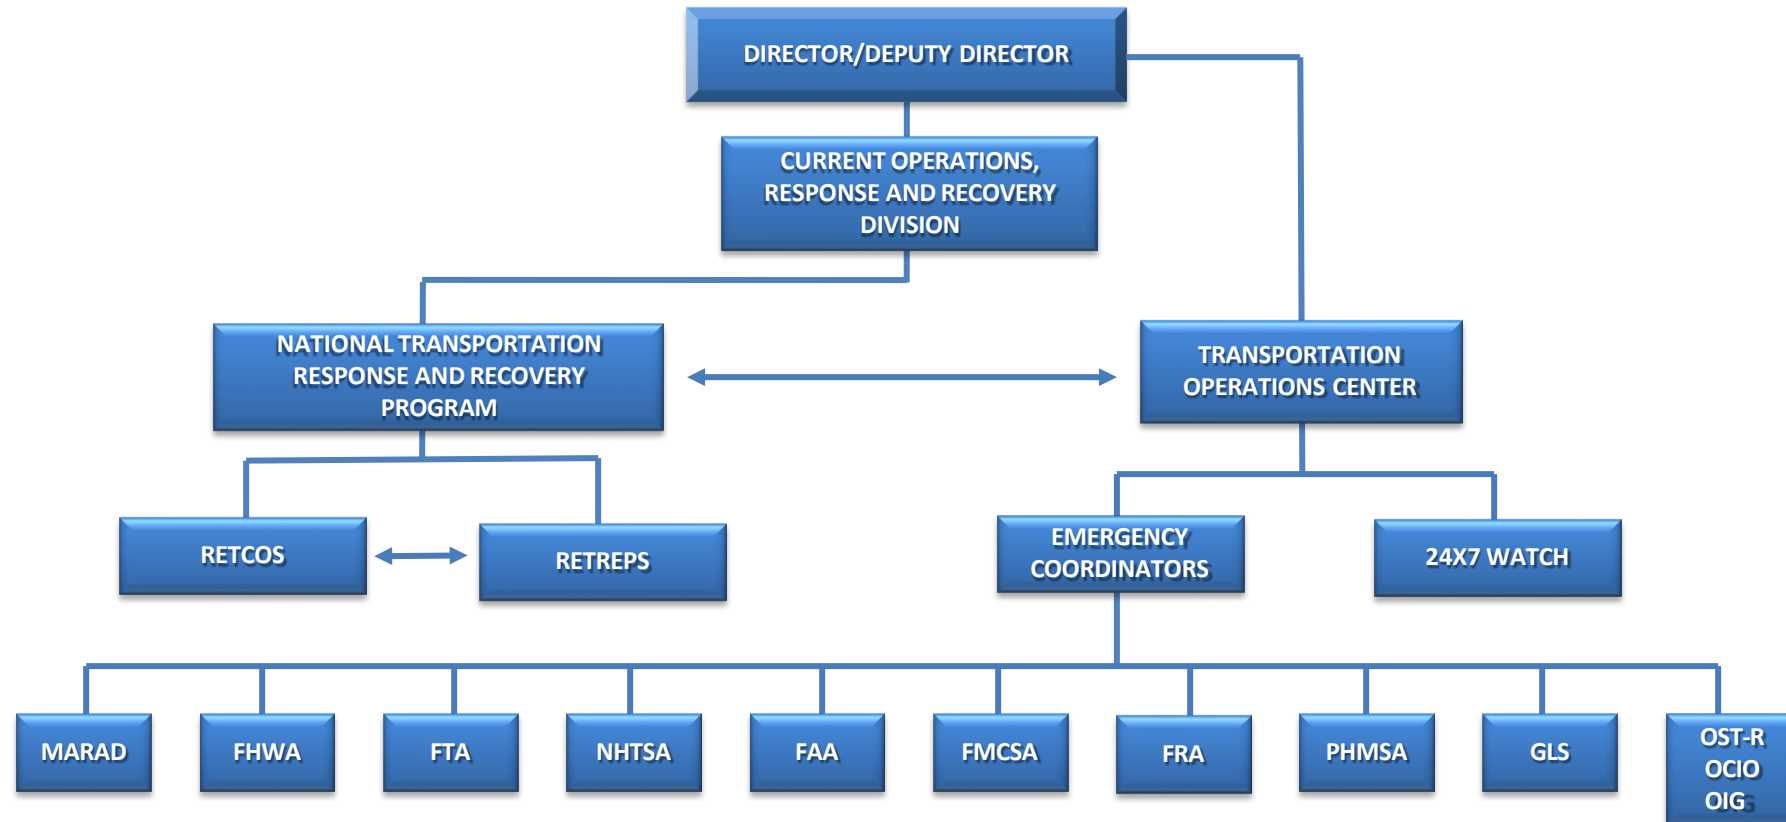 DIRECTOR/DEPUTY DIRECTOR
CURRENT OPERATIONS,
RESPONSE AND RECOVERY
DIVISION
NATIONAL TRANSPORTATION
RESPONSE AND RECOVERY
PROGRAM
TRANSPORTATION
OPERATIONS CENTER
RETCOS
RETREPS
EMERGENCY
COORDINATORS
24X7 WATCH
MARAD
FHWA
FTA
NHTSA
FAA
FMCSA
FRA
PHMSA
GLS
OST-R
OCIO
OIG